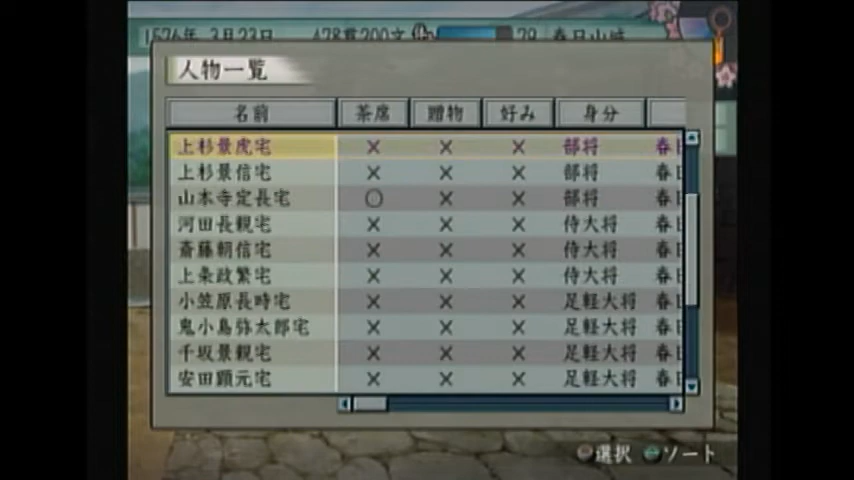 1576年 3月23日 478貫200文 79 春日山城
人物一覧
名前 茶席 贈物 好み 身分
上杉景虎宅 × × × 部将 春日
上杉景信宅 × × × 部将 春日
山本寺定長宅 ○ × × 部将 春日
河田長親宅 × × × 侍大将 春日
斎藤朝信宅 × × × 侍大将 春日
上条政繁宅 × × × 侍大将 春日
小笠原長時宅 × × × 足軽大将 春日
鬼小島弥太郎宅 × × × 足軽大将 春日
千坂景親宅 × × × 足軽大将 春日
安田顕元宅 × × × 足軽大将 春日
選択 ソート